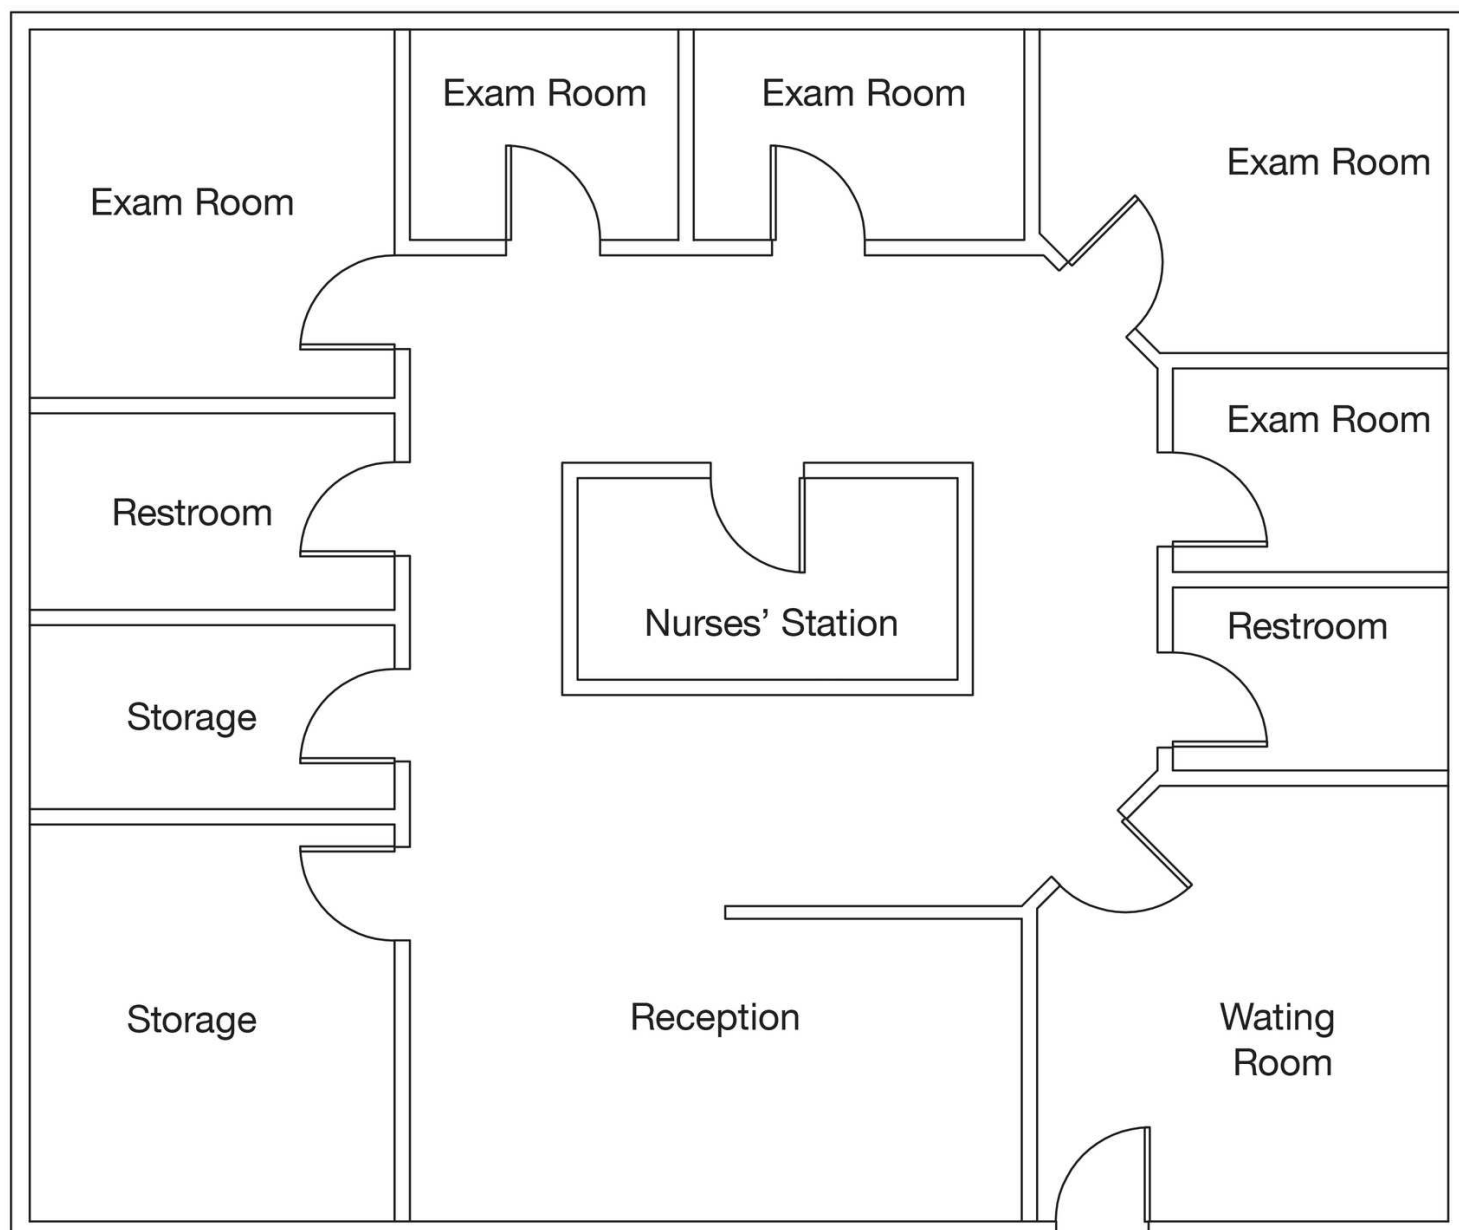 Exam Room
Exam Room
Exam Room
Exam Room
Exam Room
Restroom
Nurses’ Station
Restroom
Storage
Storage
Reception
Wating
Room